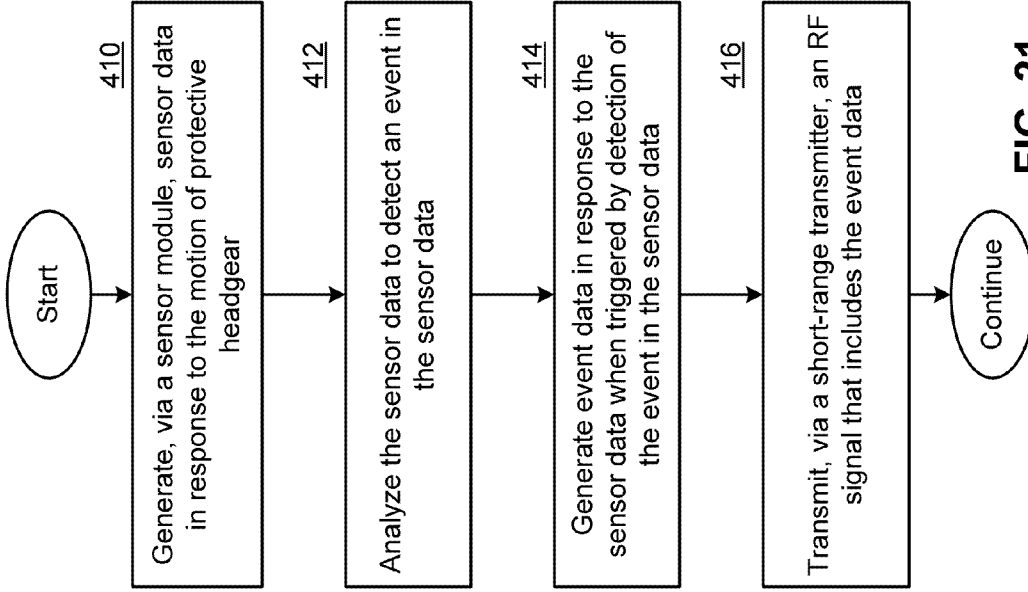 Start
410
Generate, via a sensor module, sensor data
in response to the motion of protective
headgear
412
Analyze the sensor data to detect an event in
the sensor data
414
Generate event data in response to the
sensor data when triggered by detection of
the event in the sensor data
416
Transmit, via a short-range transmitter, an RF
signal that includes the event data
Continue
FIG. 21